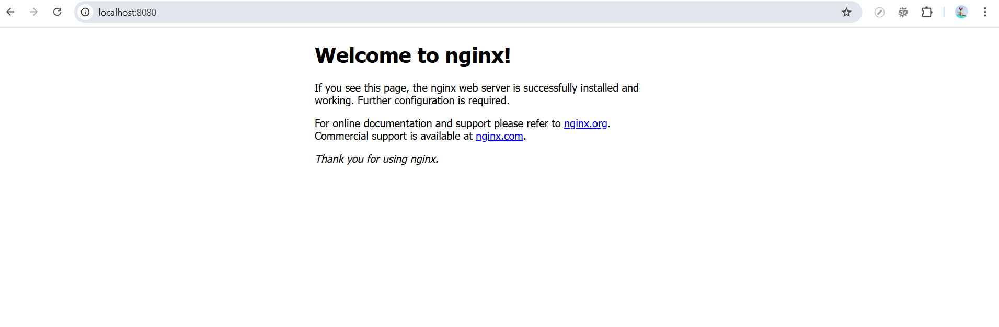 localhost:8080
Welcome to nginx!
If you see this page, the nginx web server is successfully installed and
working. Further configuration is required.
For online documentation and support please refer to nginx.org.
Commercial support is available at nginx.com.
Thank you for using nginx.